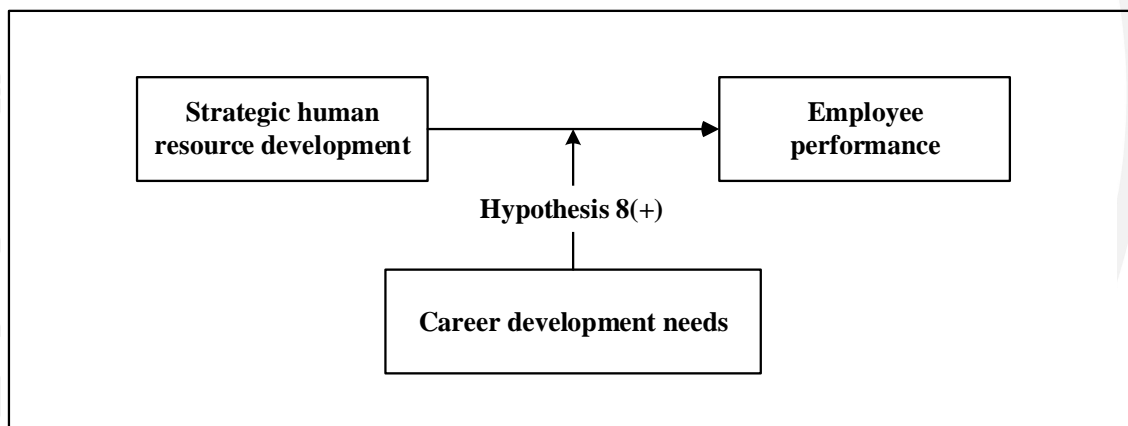 Strategic human
resource development
Employee
performance
Hypothesis 8(+)
Career development needs